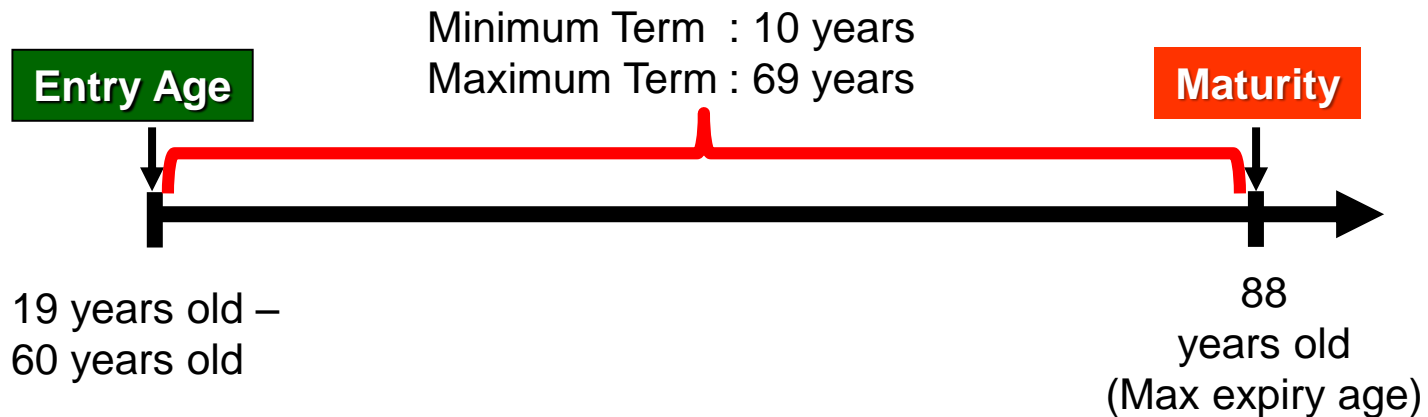 Minimum Term : 10 years
Maximum Term : 69 years
Entry Age
Maturity
19 years old –
60 years old
88
years old
(Max expiry age)